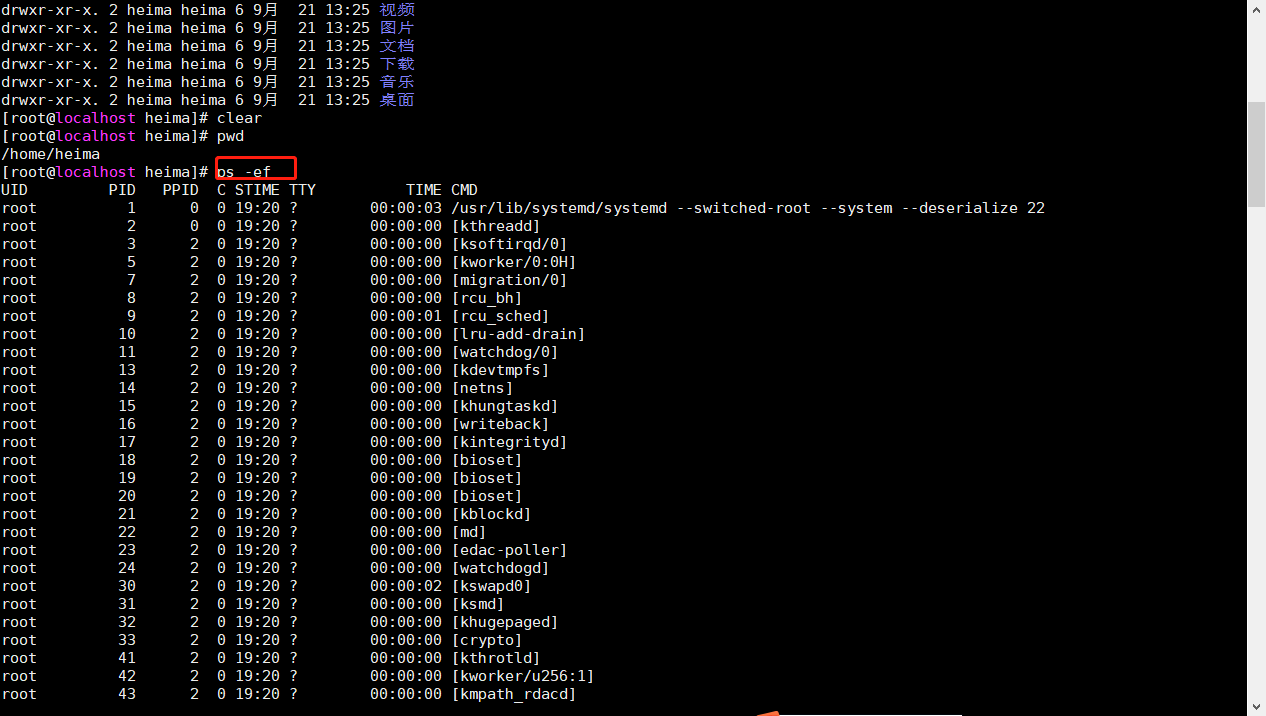 drwxr-xr-x. 2 heima heima 6 9月  21 13:25 视频
drwxr-xr-x. 2 heima heima 6 9月  21 13:25 图片
drwxr-xr-x. 2 heima heima 6 9月  21 13:25 文档
drwxr-xr-x. 2 heima heima 6 9月  21 13:25 下载
drwxr-xr-x. 2 heima heima 6 9月  21 13:25 音乐
drwxr-xr-x. 2 heima heima 6 9月  21 13:25 桌面
[root@localhost heima]# clear
[root@localhost heima]# pwd
/home/heima
[root@localhost heima]# ps -ef
UID         PID   PPID  C STIME TTY          TIME CMD
root          1      0  0 19:20 ?        00:00:03 /usr/lib/systemd/systemd --switched-root --system --deserialize 22
root          2      0  0 19:20 ?        00:00:00 [kthreadd]
root          3      2  0 19:20 ?        00:00:00 [ksoftirqd/0]
root          5      2  0 19:20 ?        00:00:00 [kworker/0:0H]
root          7      2  0 19:20 ?        00:00:00 [migration/0]
root          8      2  0 19:20 ?        00:00:00 [rcu_bh]
root          9      2  0 19:20 ?        00:00:01 [rcu_sched]
root         10      2  0 19:20 ?        00:00:00 [lru-add-drain]
root         11      2  0 19:20 ?        00:00:00 [watchdog/0]
root         13      2  0 19:20 ?        00:00:00 [kdevtmpfs]
root         14      2  0 19:20 ?        00:00:00 [netns]
root         15      2  0 19:20 ?        00:00:00 [khungtaskd]
root         16      2  0 19:20 ?        00:00:00 [writeback]
root         17      2  0 19:20 ?        00:00:00 [kintegrityd]
root         18      2  0 19:20 ?        00:00:00 [bioset]
root         19      2  0 19:20 ?        00:00:00 [bioset]
root         20      2  0 19:20 ?        00:00:00 [bioset]
root         21      2  0 19:20 ?        00:00:00 [kblockd]
root         22      2  0 19:20 ?        00:00:00 [md]
root         23      2  0 19:20 ?        00:00:00 [edac-poller]
root         24      2  0 19:20 ?        00:00:00 [watchdogd]
root         30      2  0 19:20 ?        00:00:02 [kswapd0]
root         31      2  0 19:20 ?        00:00:00 [ksmd]
root         32      2  0 19:20 ?        00:00:00 [khugepaged]
root         33      2  0 19:20 ?        00:00:00 [crypto]
root         41      2  0 19:20 ?        00:00:00 [kthrotld]
root         42      2  0 19:20 ?        00:00:00 [kworker/u256:1]
root         43      2  0 19:20 ?        00:00:00 [kmpath_rdacd]